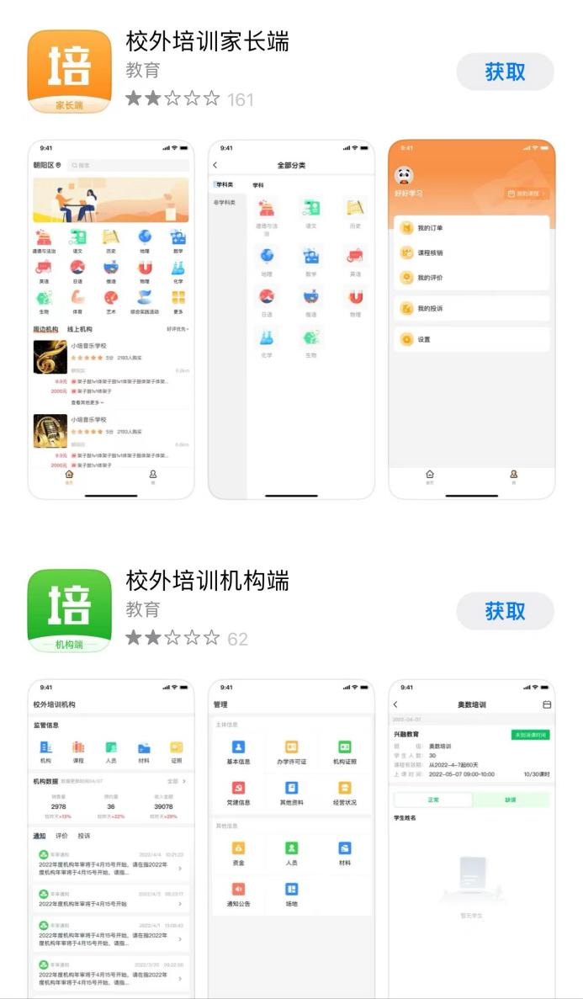 校外培训家长端
教育
161
获取
培
家长端
9:41
朝阳区
搜索
道德与法治
语文
历史
地理
数学
英语
日语
俄语
物理
化学
生物
体育
艺术
综合实践活动
更多
周边机构
线上机构
好评优先
小培音乐学校
5分
2193人购买
朝阳区
6.6km
9.9元
架子鼓1v1体架子鼓1v1体架子鼓体架子体架...
2000元
架子鼓1v1体架子
查看其他更多
小培音乐学校
5分
2193人购买
朝阳区
6.6km
9.9元
架子鼓1v1体架子鼓1v1体架子鼓体架子体架...
2000元
架子鼓1v1体架子
首页
我
9:41
全部分类
学科类
非学科类
学科
道德与法治
语文
历史
地理
数学
英语
日语
俄语
物理
化学
生物
9:41
好好学习
我的课程
我的订单
课程核销
我的评价
我的投诉
设置
首页
我
校外培训机构端
教育
62
获取
培
机构端
9:41
校外培训机构
监管信息
机构
课程
人员
材料
证照
机构数据
数据更新时间04/07
全部
销售量
预约量
收入金额
2978
36
39078
较昨天+13%
较昨天+22%
较昨天+29%
通知
评价
投诉
年审通知
2022/4/4 10:21:23
2022年度机构年审将于4月15号开始，请在指2022年
度机构年审将于4月15号开始，请指...
年审通知
2022/4/3 08:23:17
2022年度机构年审将于4月15号开始
年审通知
2022/4/1 13:08:43
2022年度机构年审将于4月15号开始，请在指2022年
度机构年审将于4月15号开始，请指...
年审通知
2022/3/20 09:22:56
2022年度机构年审将于4月15号开始，请在指2022年
度机构年审将于4月15号开始，请指...
9:41
管理
主体信息
基本信息
办学许可证
机构证照
党建信息
其他资料
经营状况
其他信息
资金
人员
材料
通知公告
场地
9:41
奥数培训
2022-04-07
兴融教育
未到消课时间
班 级：
奥数培训
学生人数：
30
课程有效期：
从2022-4-7起60天
上课时间：
2022-05-07 09:00-10:00
10/30课时
正常
缺课
学生姓名
暂无学生